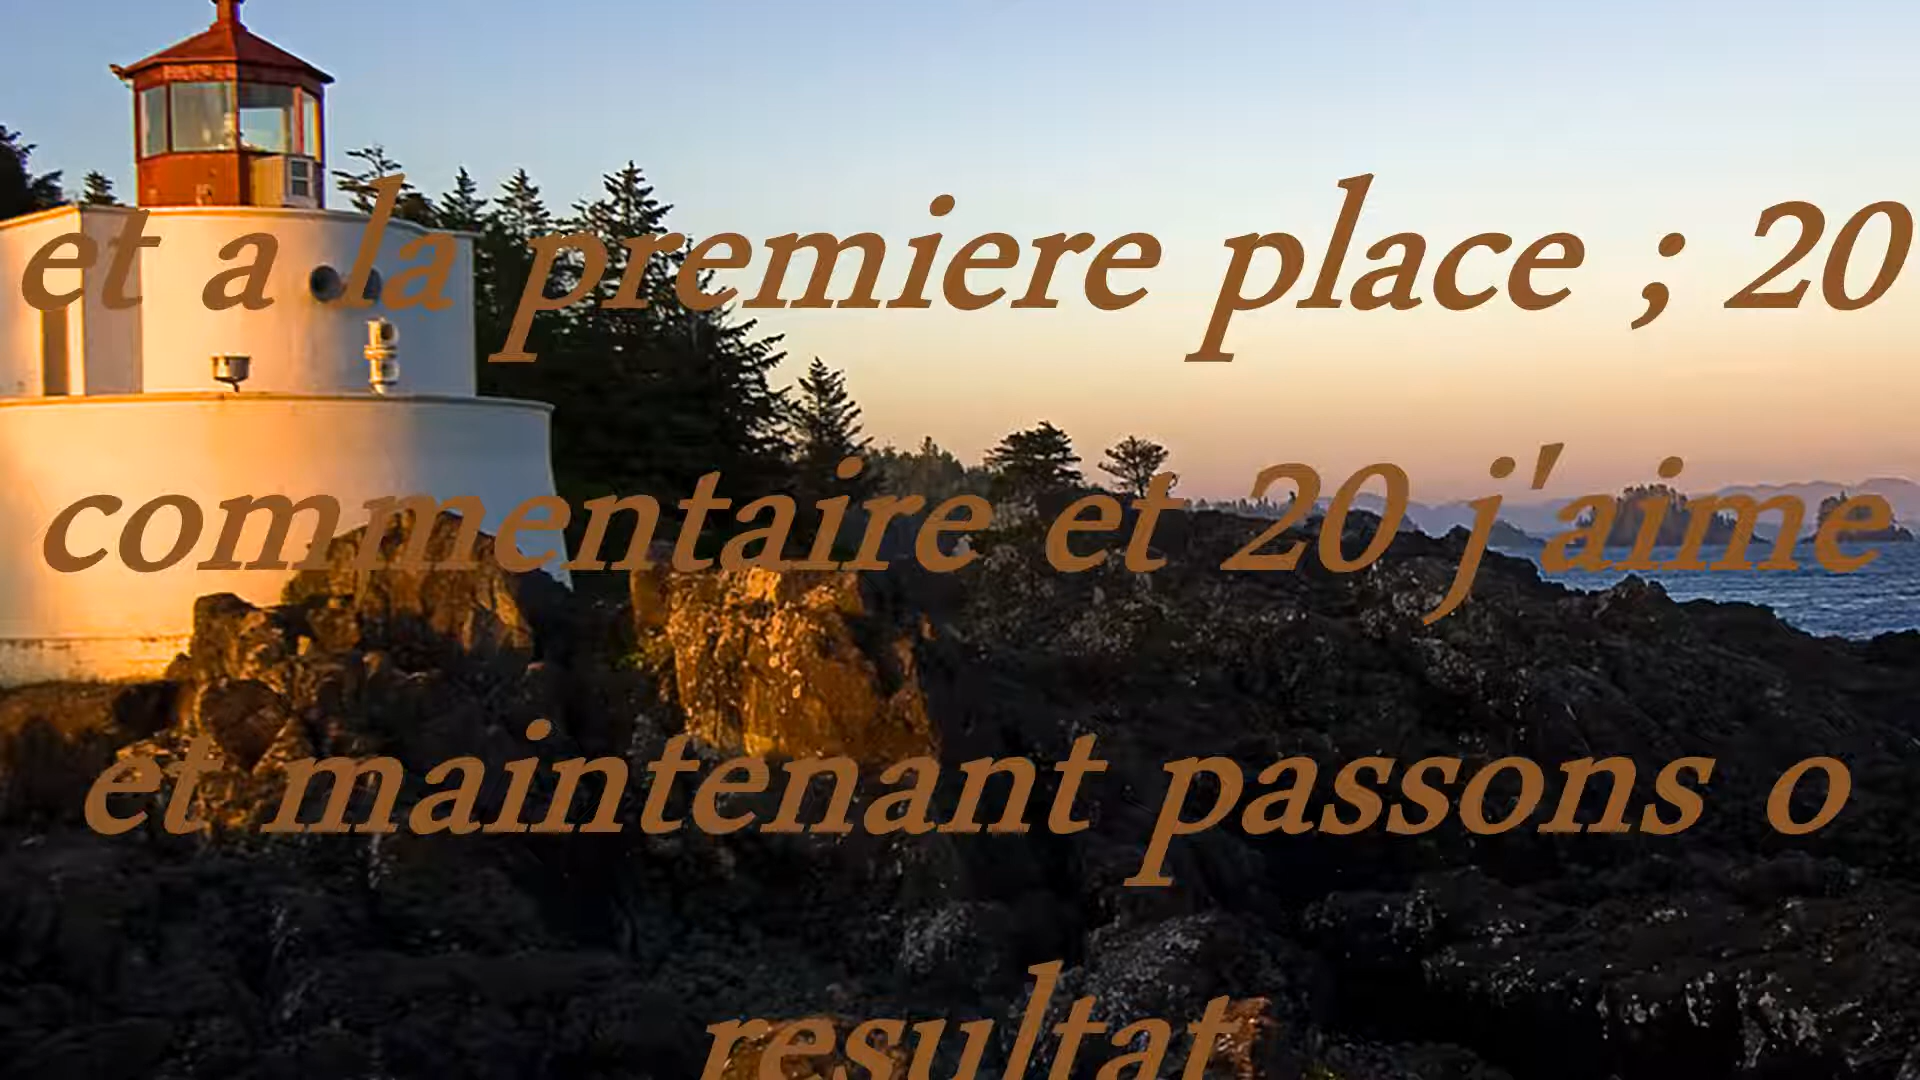 et a la premiere place ; 20
commentaire et 20 j'aime
et maintenant passons o
resultat